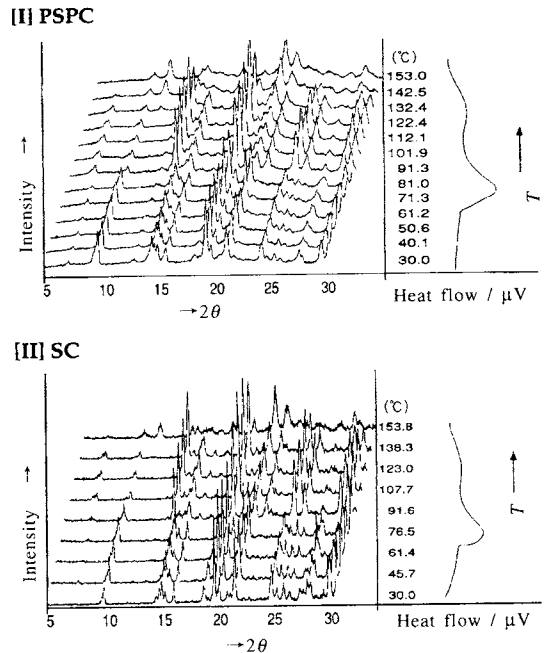 [I] PSPC
(℃)
153.0
142.5
132.4
122.4
112.1
101.9
91.3
81.0
71.3
61.2
50.6
40.1
30.0
Intensity →
T →
5 10 15 20 25 30
→2θ
Heat flow / μV
[II] SC
(℃)
153.8
138.3
123.0
107.7
91.6
76.5
61.4
45.7
30.0
Intensity →
T →
5 10 15 20 25 30
→2θ
Heat flow / μV